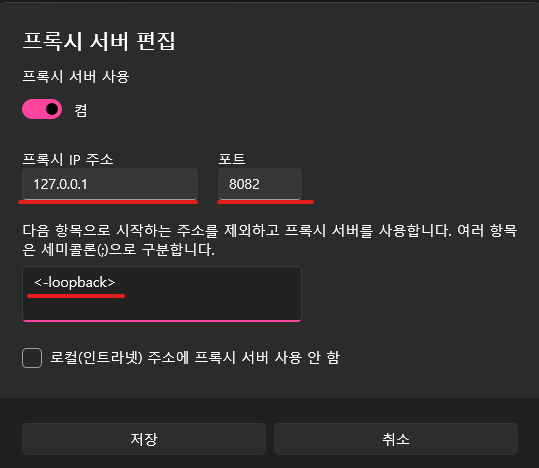 프록시 서버 편집
프록시 서버 사용
켬
프록시 IP 주소
포트
127.0.0.1
8082
다음 항목으로 시작하는 주소를 제외하고 프록시 서버를 사용합니다. 여러 항목
은 세미콜론(;)으로 구분합니다.
<-loopback>
로컬(인트라넷) 주소에 프록시 서버 사용 안 함
저장
취소